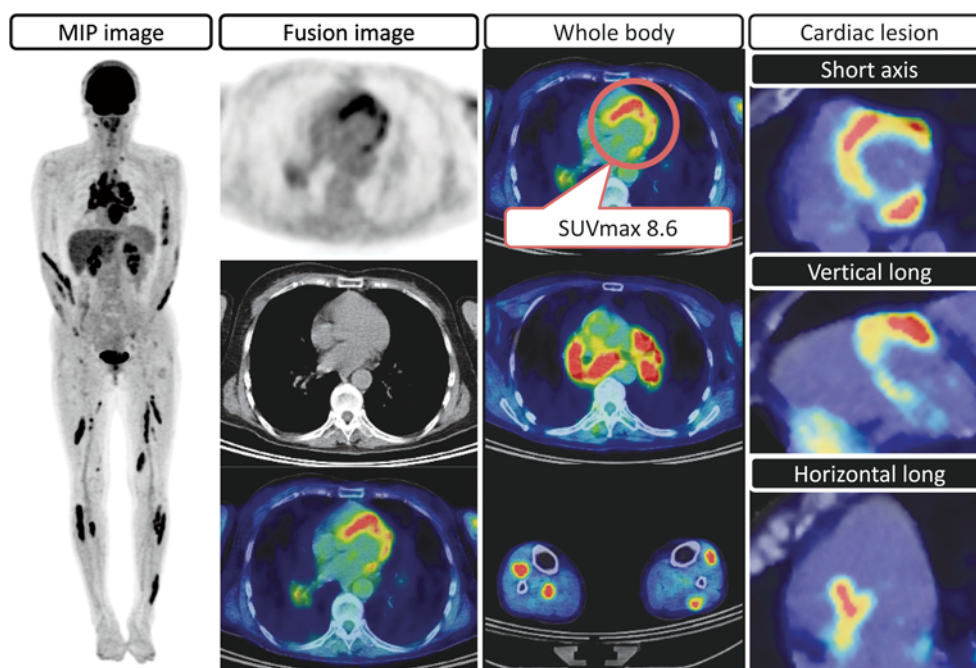 MIP image
Fusion image
Whole body
Cardiac lesion
Short axis
SUVmax 8.6
Vertical long
Horizontal long